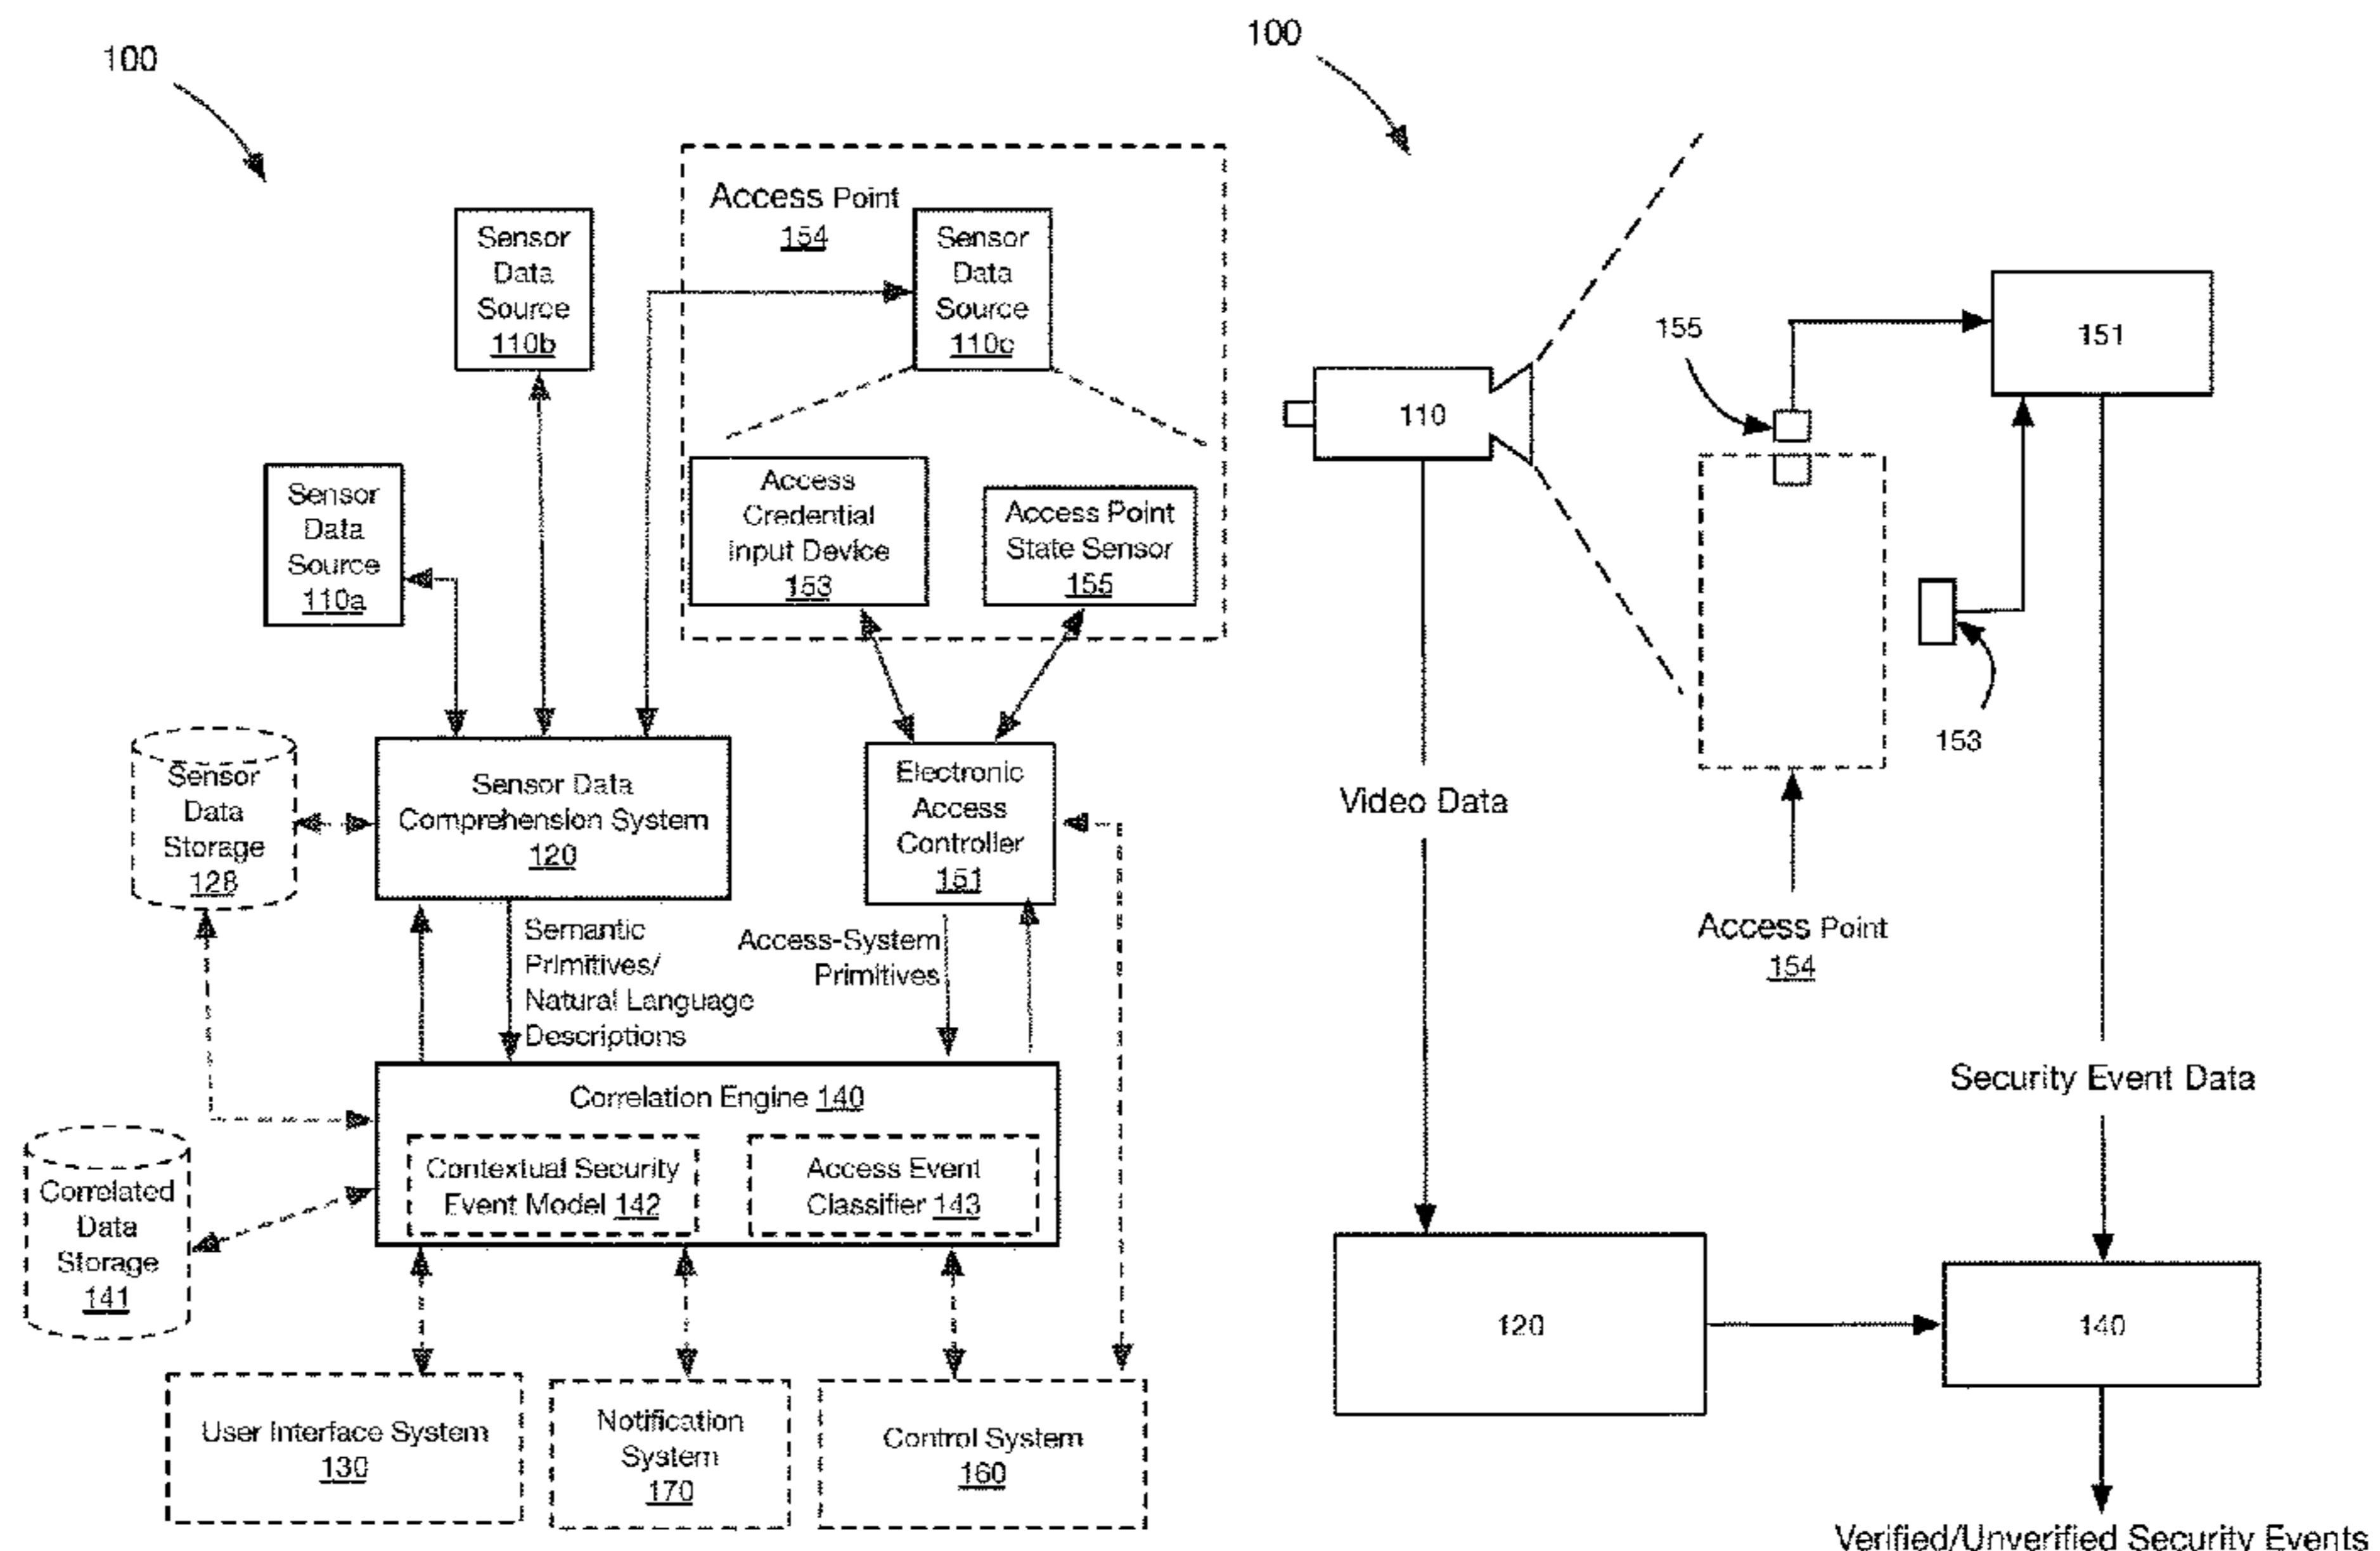 100
Access Point
154
Sensor
Data
Source
110b
Sensor
Data
Source
110c
Sensor
Data
Source
110a
Access
Credential
Input Device
153
Access Point
State Sensor
155
Sensor
Data
Storage
128
Sensor Data
Comprehension System
120
Electronic
Access
Controller
151
Semantic
Primitives/
Natural Language
Descriptions
Access-System
Primitives
Correlation Engine 140
Contextual Security
Event Model 142
Access Event
Classifier 143
Correlated
Data
Storage
141
User Interface System
130
Notification
System
170
Control System
160
100
110
155
151
153
Video Data
Access Point
154
Security Event Data
120
140
Verified/Unverified Security Events